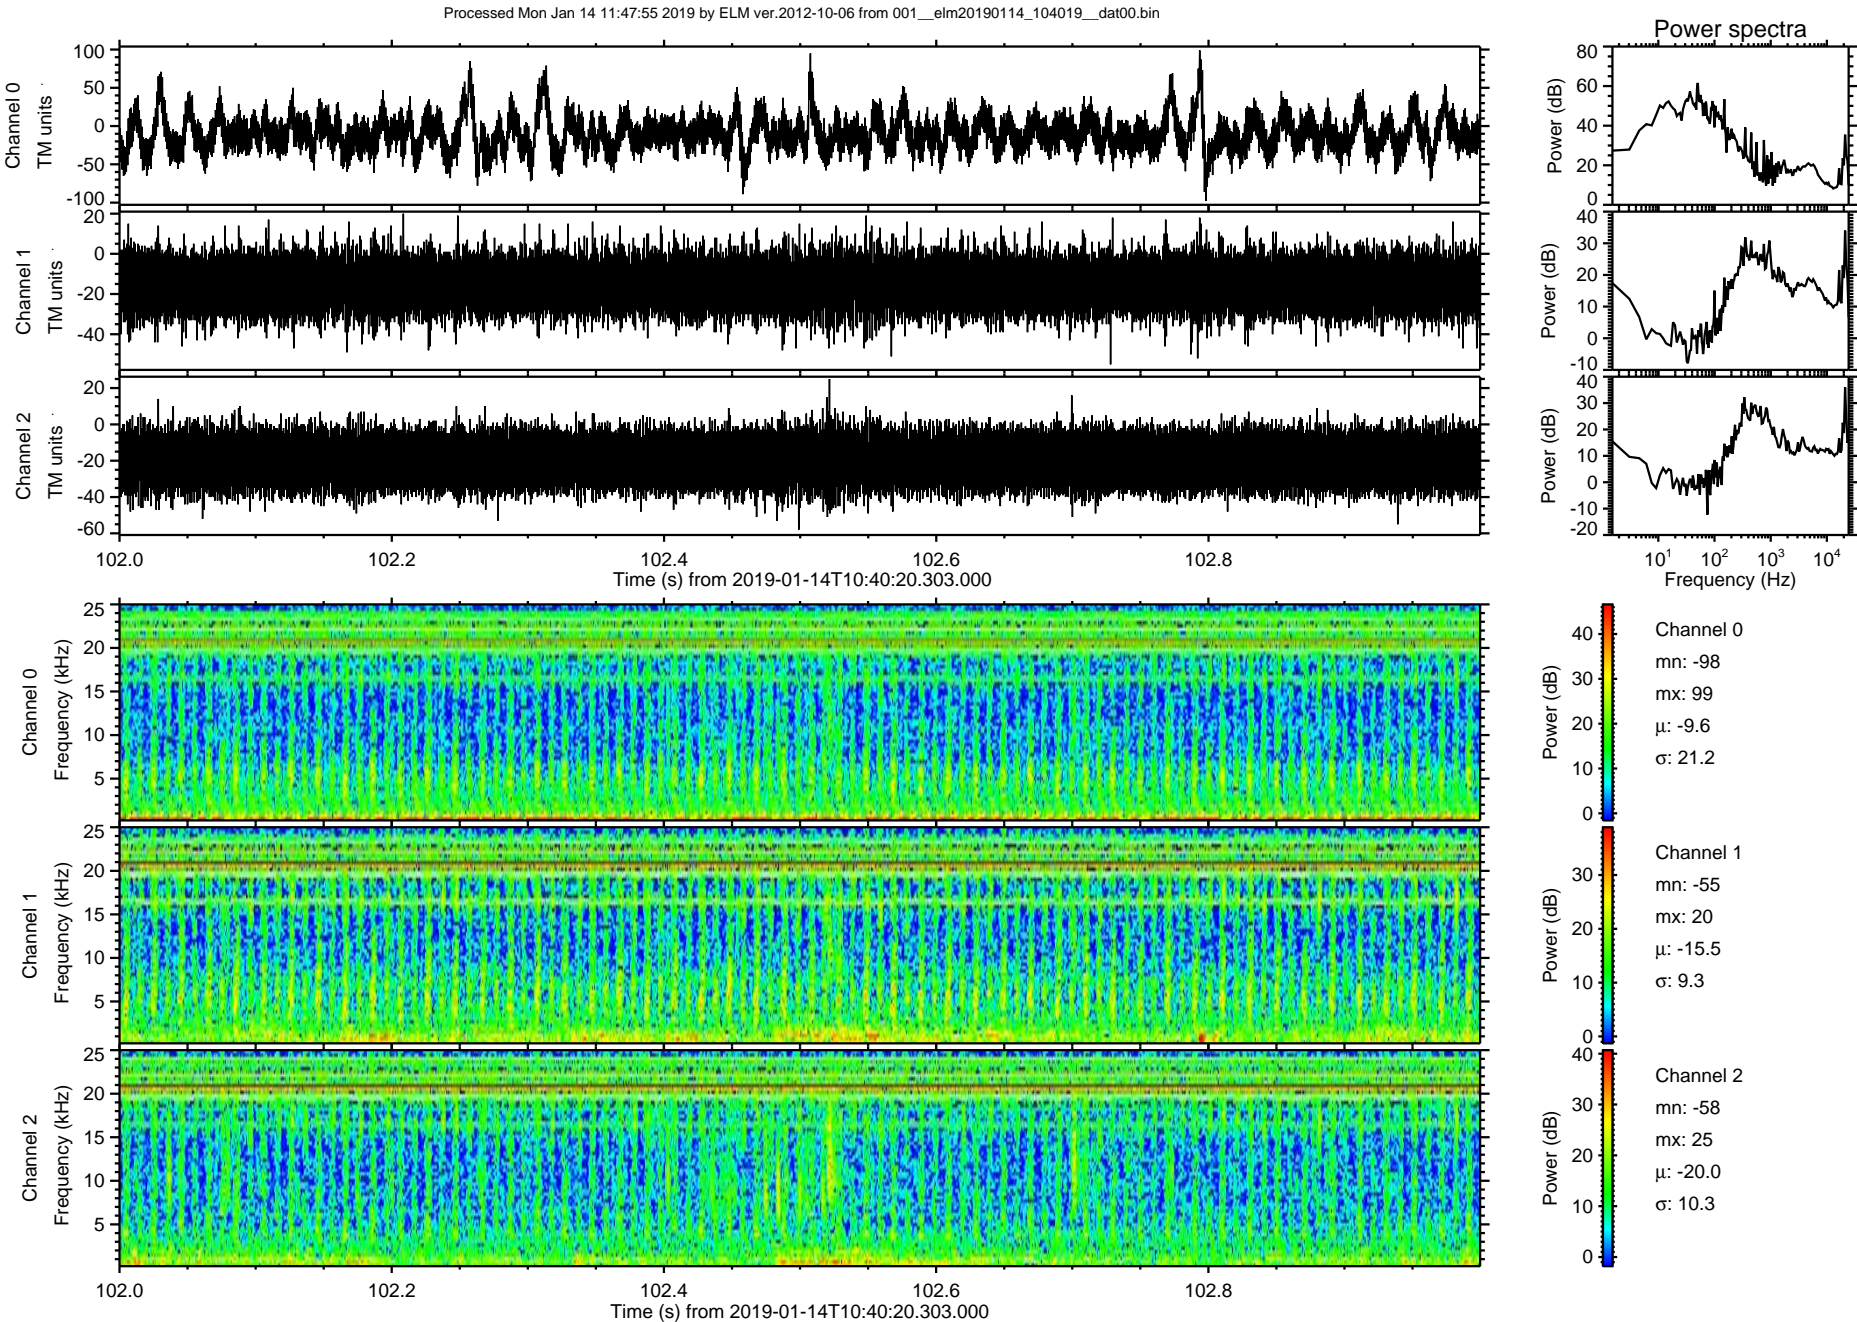 Processed Mon Jan 14 11:47:55 2019 by ELM ver.2012-10-06 from 001__elm20190114_104019__dat00.bin
Power spectra
Channel 0
TM units
100
50
0
-50
-100
Power (dB)
80
60
40
20
0
Channel 1
TM units
20
0
-20
-40
Power (dB)
40
30
20
10
0
-10
Channel 2
TM units
20
0
-20
-40
-60
Power (dB)
40
30
20
10
0
-10
-20
102.0 102.2 102.4 102.6 102.8
Time (s) from 2019-01-14T10:40:20.303.000
10¹ 10² 10³ 10⁴
Frequency (Hz)
Channel 0
Frequency (kHz)
25
20
15
10
5
Power (dB)
40
30
20
10
0
Channel 0
mn: -98
mx: 99
μ: -9.6
σ: 21.2
Channel 1
Frequency (kHz)
25
20
15
10
5
Power (dB)
30
20
10
0
Channel 1
mn: -55
mx: 20
μ: -15.5
σ: 9.3
Channel 2
Frequency (kHz)
25
20
15
10
5
Power (dB)
40
30
20
10
0
Channel 2
mn: -58
mx: 25
μ: -20.0
σ: 10.3
102.0 102.2 102.4 102.6 102.8
Time (s) from 2019-01-14T10:40:20.303.000